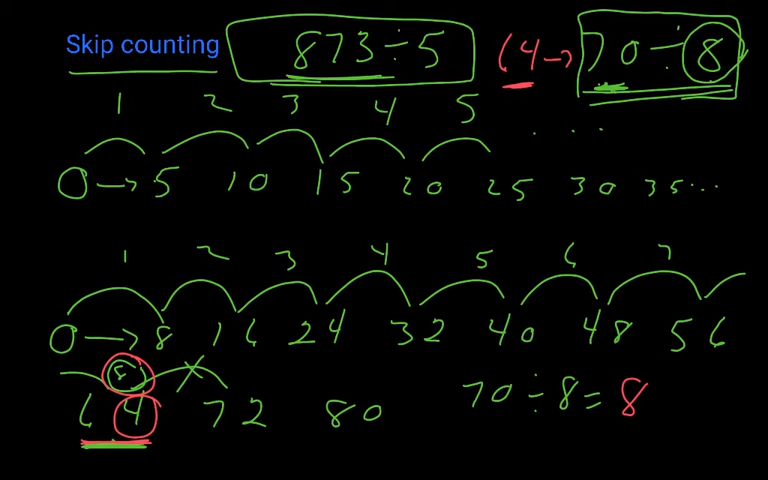 Skip counting 873÷5 64→ 70÷8
1 2 3 4 5 . . .
0→5 10 15 20 25 30 35...
1 2 3 4 5 6 7
0→8 16 24 32 40 48 56
8
64 72 80 70÷8=8